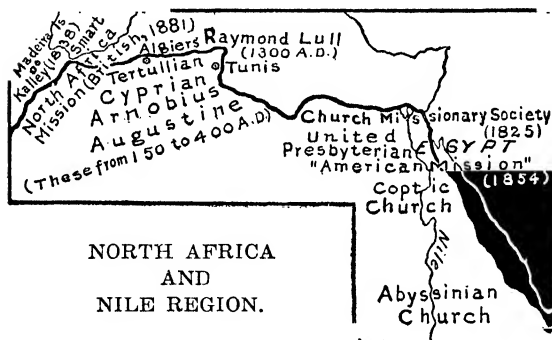 Madeira Is
Kalley (1838)
Smart
North Africa
Mission (British, 1881)
Algiers
Raymond Lull
(1300 A.D.)
Tunis
Tertullian
Cyprian
Arnobius
Augustine
(These from 150 to 400 A.D.)
Church Missionary Society
(1825)
EGYPT
United
Presbyterian
"American Mission"
(1854)
Coptic
Church
Nile
Abyssinian
Church
NORTH AFRICA
AND
NILE REGION.